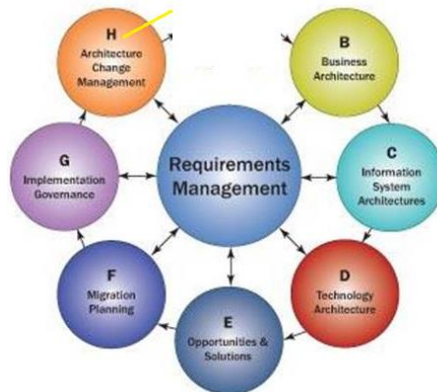 H
Architecture
Change
Management
B
Business
Architecture
G
Implementation
Governance
Requirements
Management
C
Information
System
Architectures
F
Migration
Planning
D
Technology
Architecture
E
Opportunities &
Solutions